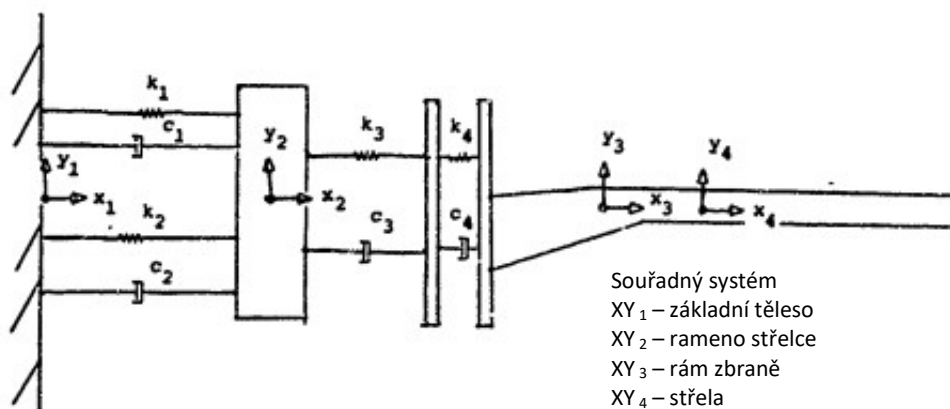 k1
c1
y1
x1
k2
c2
y2
x2
k3
c3
k4
c4
y3
x3
y4
x4
Souřadný systém
XY 1 – základní těleso
XY 2 – rameno střelce
XY 3 – rám zbraně
XY 4 – střela